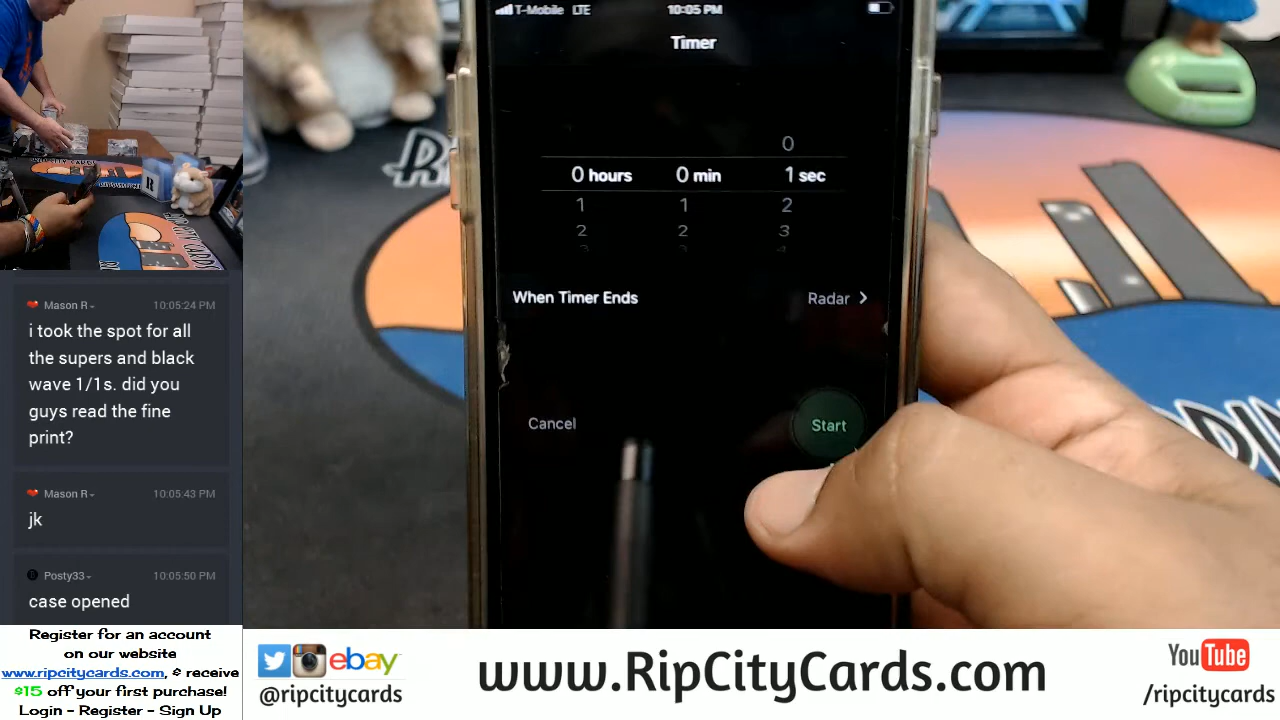 T-Mobile LTE
10:05 PM
Timer
0
0 hours 0 min 1 sec
1 1 2
2 2 3
3 3 4
When Timer Ends Radar >
Cancel Start
Mason R 10:05:24 PM
i took the spot for all
the supers and black
wave 1/1s. did you
guys read the fine
print?
Mason R 10:05:43 PM
jk
Posty33 10:05:50 PM
case opened
Register for an account
on our website
www.ripcitycards.com, & receive
$15 off your first purchase!
Login - Register - Sign Up
ebay
@ripcitycards
www.RipCityCards.com
YouTube
/ripcitycards